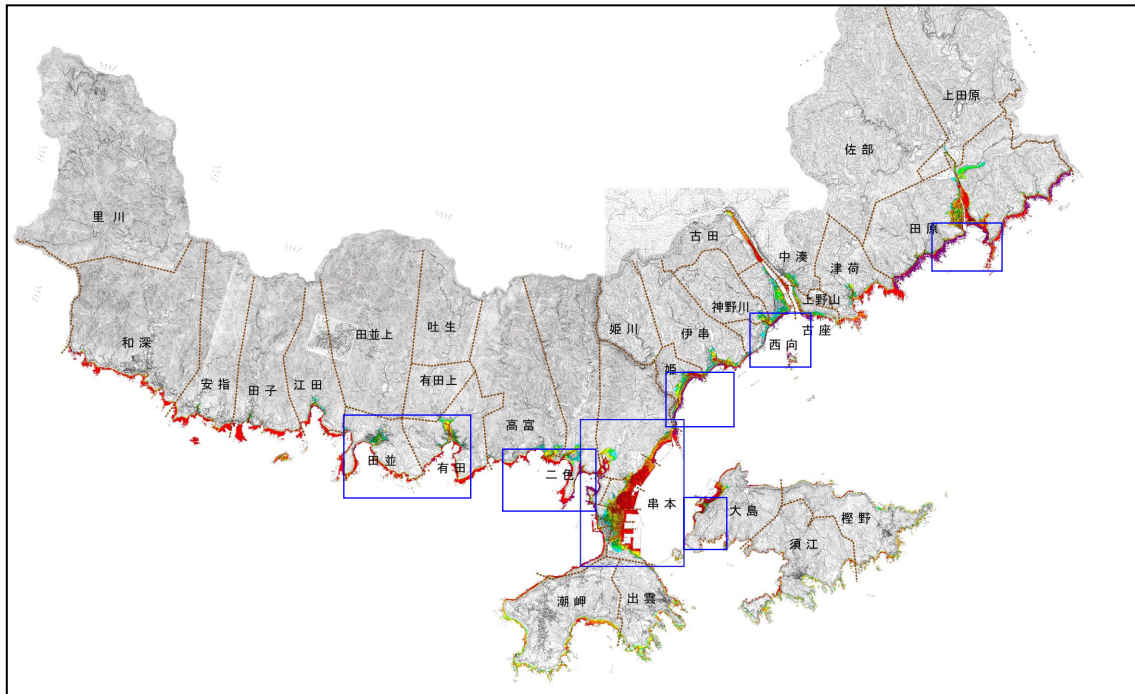 上田原
佐部
里川
古田
中湊
田原
津荷
神野川
上野山
姫川
伊串
古座
西向
吐生
田並上
和深
姫
安指
田子
江田
有田上
高富
田並
有田
二色
串本
大島
樫野
須江
潮岬
出雲